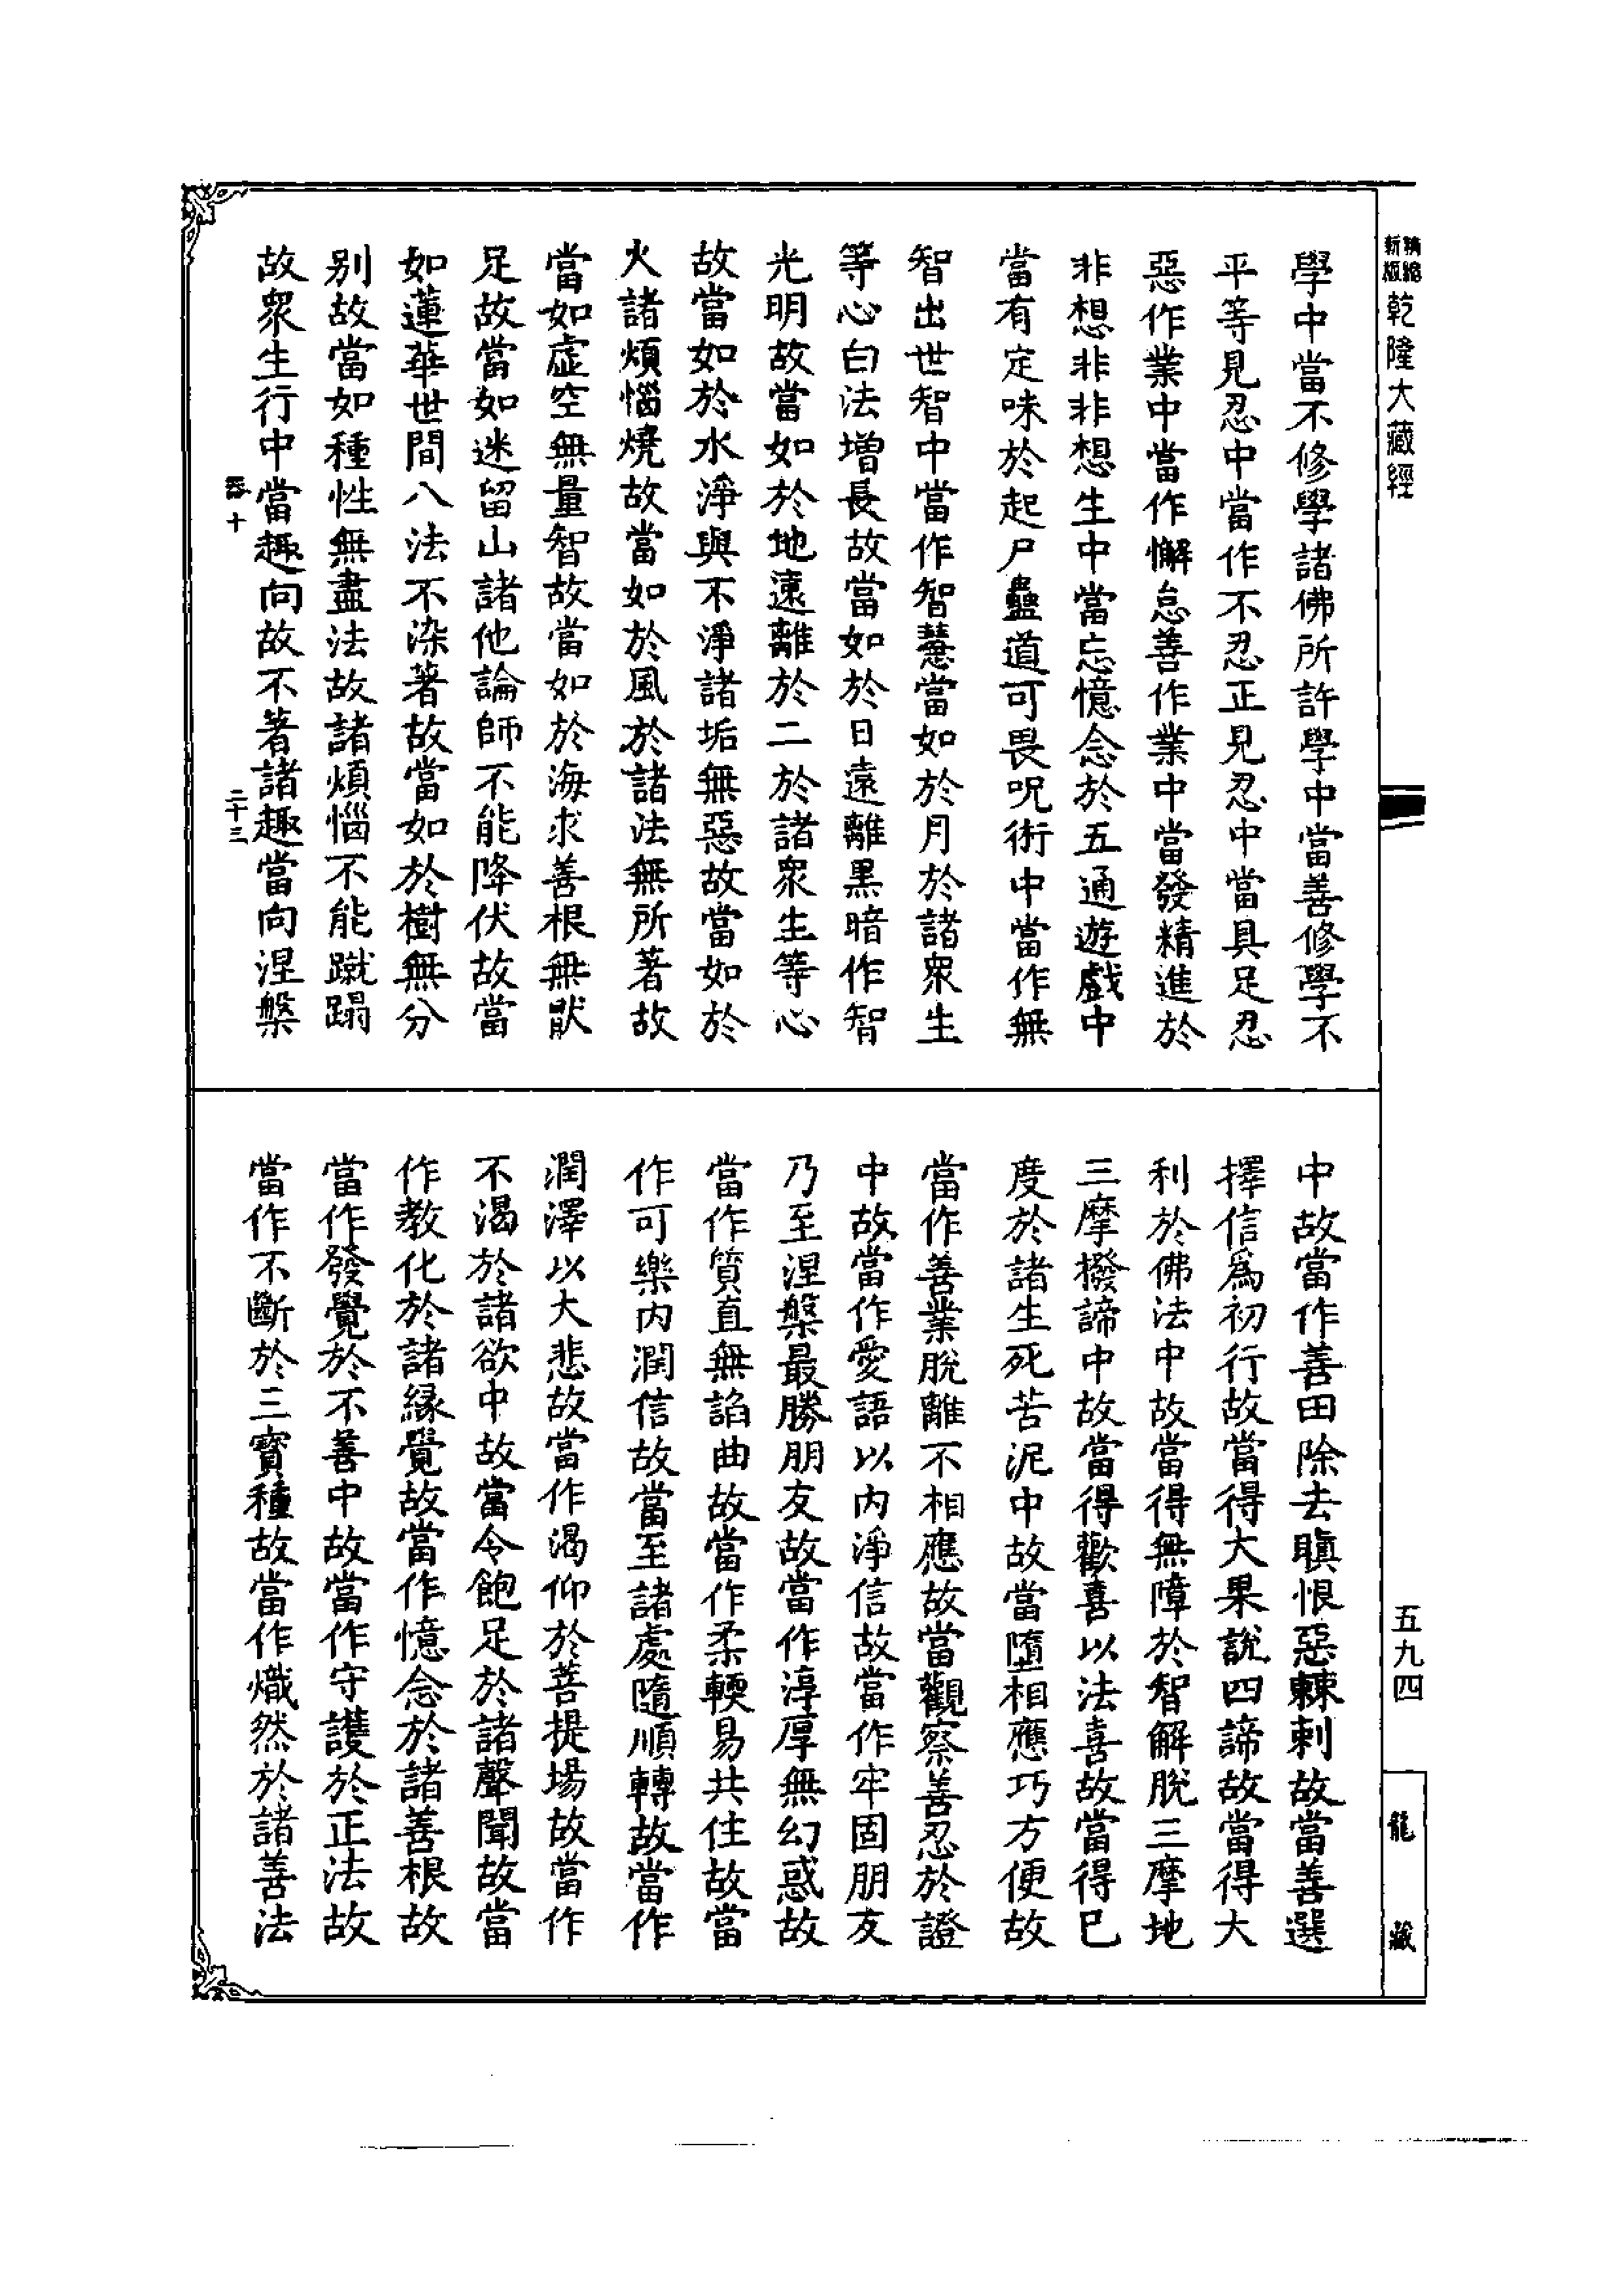 精縮
新版
乾隆大藏經
學中當不修學諸佛所許學中當善修學不
平等見忍中當作不忍正見忍中當具足忍
惡作業中當作懈怠善作業中當發精進於
非想非非想生中當忘憶念於五通遊戲中
當有定味於起尸蠱道可畏呪術中當作無
智出世智中當作智慧當如於月於諸衆生
等心白法增長故當如於日遠離黑暗作智
光明故當如於地遠離於二於諸衆生等心
故當如於水淨與不淨諸垢無惡故當如於
火諸煩惱燒故當如於風於諸法無所著故
當如虛空無量智故當如於海求善根無猒
足故當如迷留山諸他論師不能降伏故當
如蓮華世間八法不染著故當如於樹無分
别故當如種性無盡法故諸煩惱不能蹴蹋
故衆生行中當趣向故不著諸趣當向涅槃
器十
二十三
中故當作善田除去瞋恨惡棘刺故當善選
擇信爲初行故當得大果說四諦故當得大
利於佛法中故當得無障於智解脫三摩地
三摩撥諦中故當得歡喜以法喜故當得已
度於諸生死苦泥中故當墮相應巧方便故
當作善業脫離不相應故當觀察善忍於證
中故當作愛語以内淨信故當作牢固朋友
乃至涅槃最勝朋友故當作淳厚無幻惑故
當作質直無諂曲故當作柔輭易共住故當
作可樂内潤信故當至諸處隨順轉故當作
潤澤以大悲故當作渴仰於菩提場故當作
不渴於諸欲中故當令飽足於諸聲聞故當
作教化於諸緣覺故當作憶念於諸善根故
當作發覺於不善中故當作守護於正法故
當作不斷於三寳種故當作熾然於諸善法
五九四
龍藏